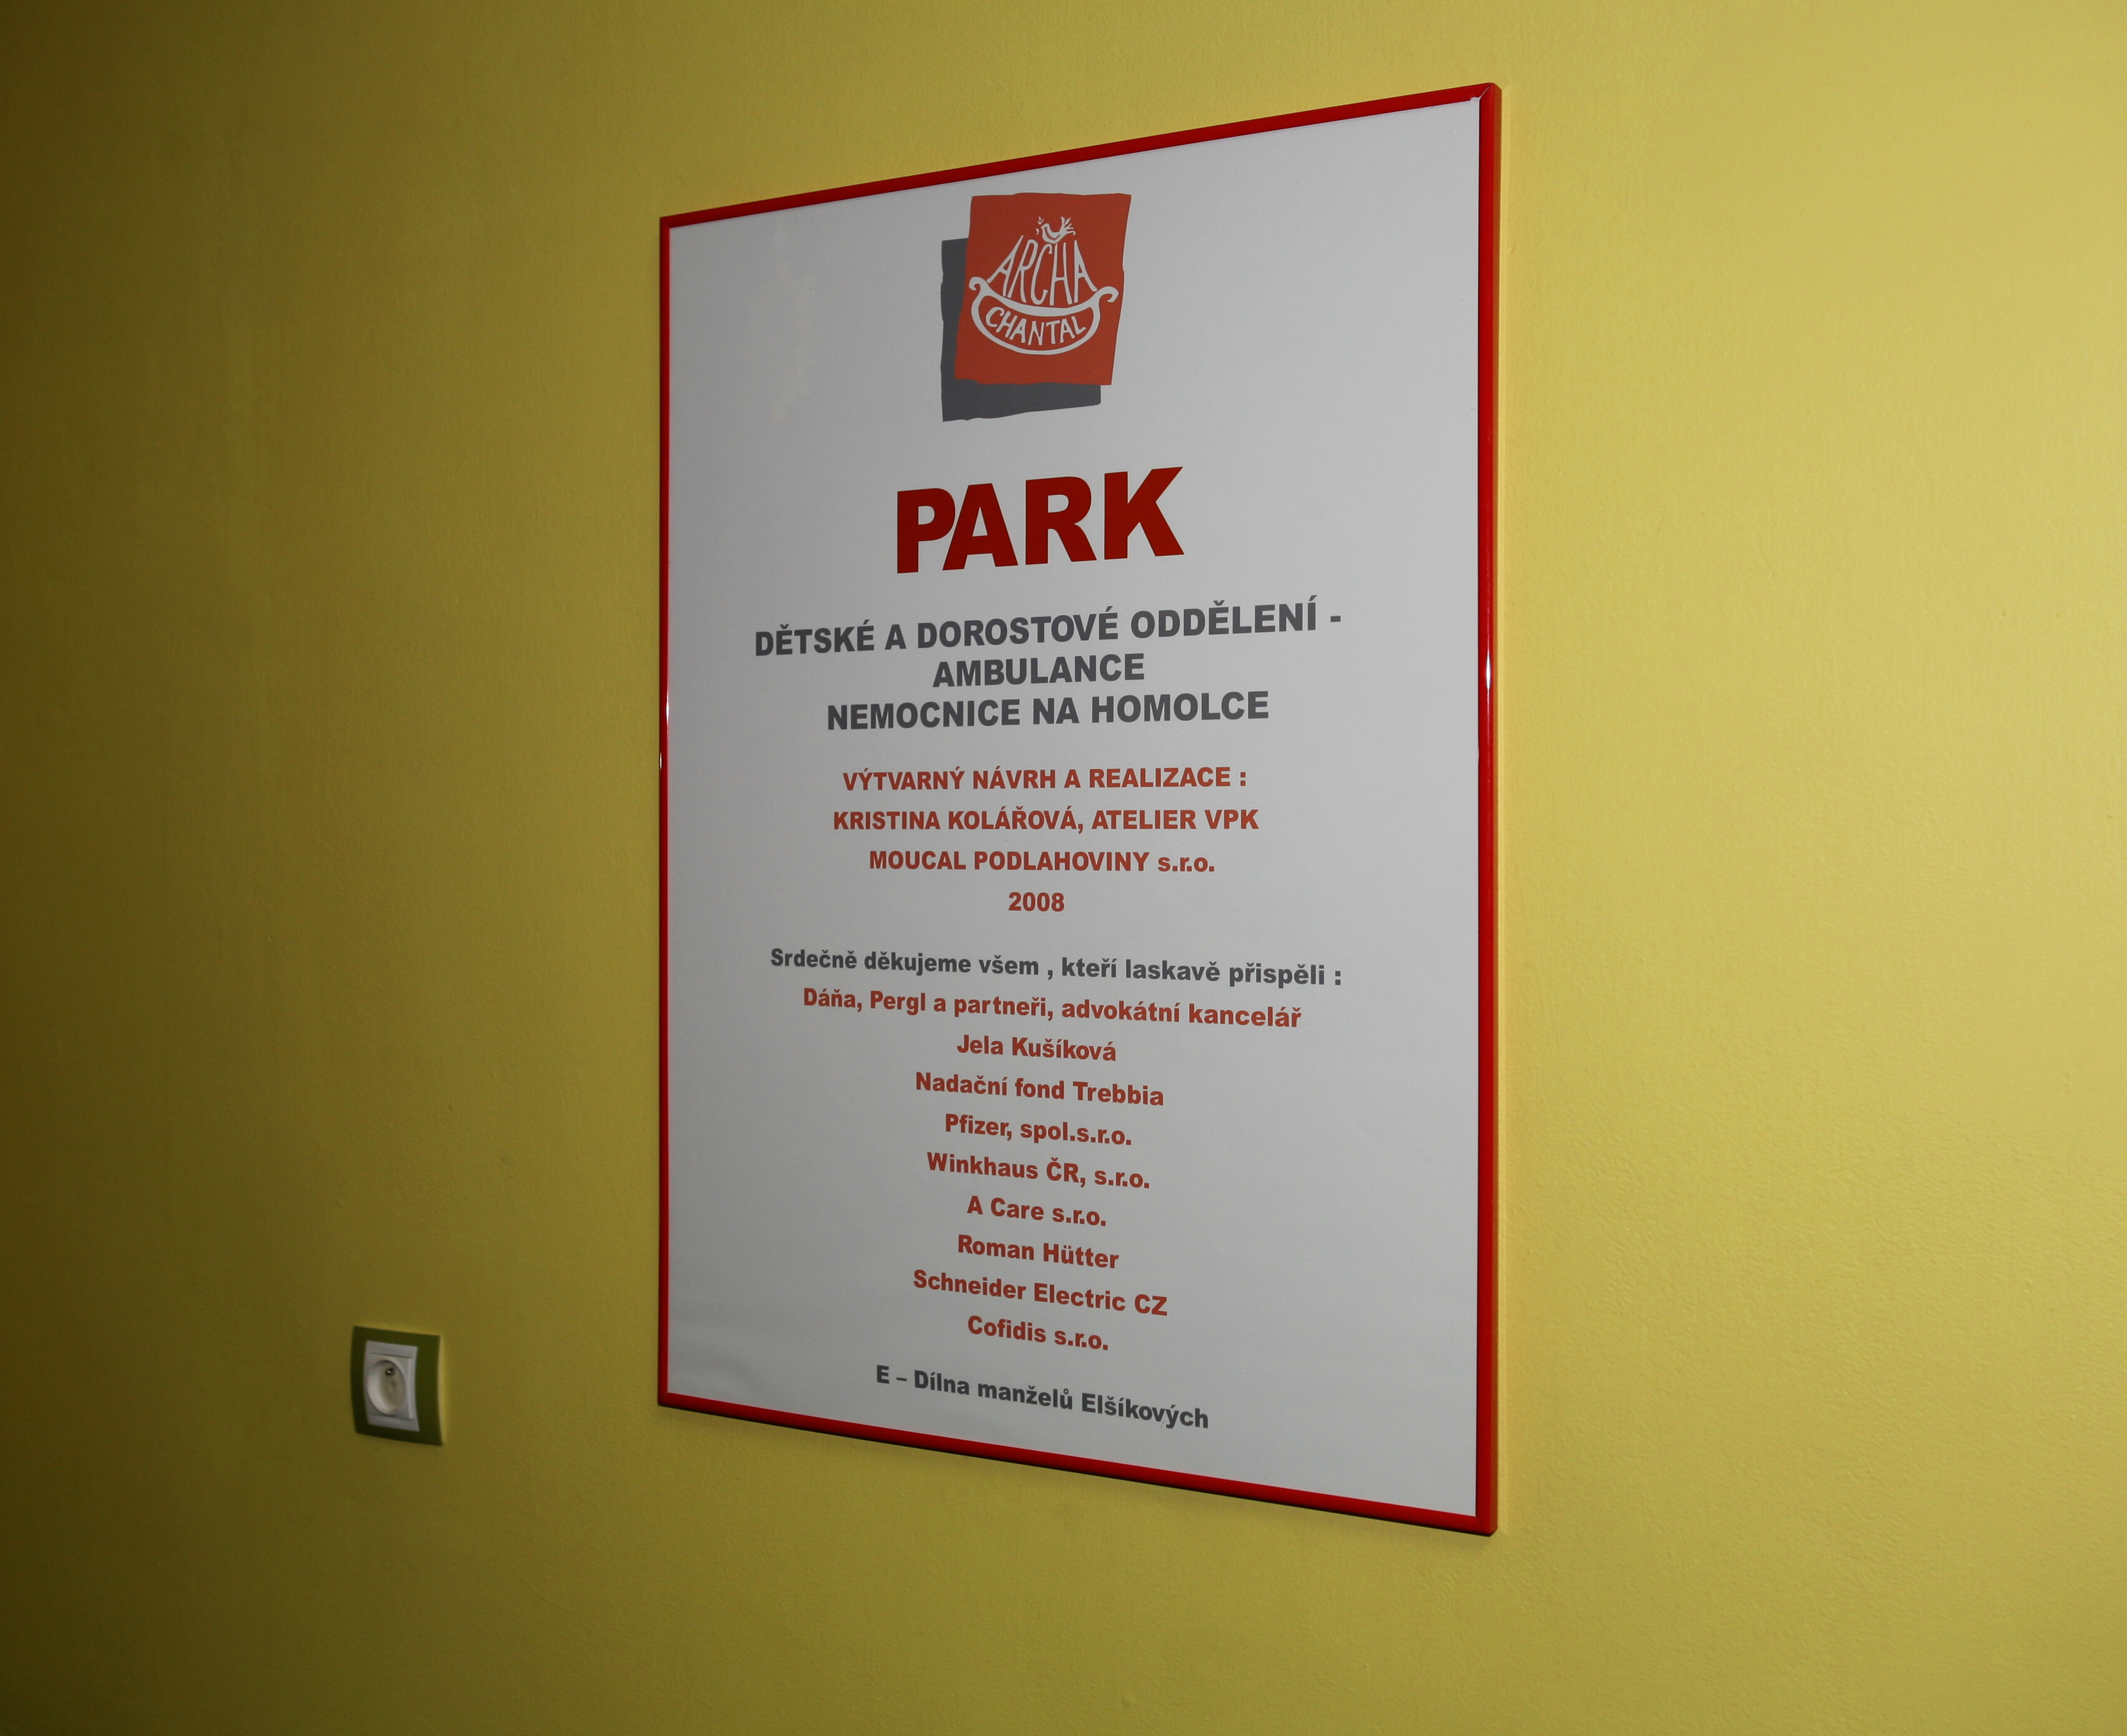 ARCHA
CHANTAL
PARK
DĚTSKÉ A DOROSTOVÉ ODDĚLENÍ -
AMBULANCE
NEMOCNICE NA HOMOLCE
VÝTVARNÝ NÁVRH A REALIZACE :
KRISTINA KOLÁŘOVÁ, ATELIER VPK
MOUCAL PODLAHOVINY s.r.o.
2008
Srdečně děkujeme všem , kteří laskavě přispěli :
Dáňa, Pergl a partneři, advokátní kancelář
Jela Kušíková
Nadační fond Trebbia
Pfizer, spol.s.r.o.
Winkhaus ČR, s.r.o.
A Care s.r.o.
Roman Hütter
Schneider Electric CZ
Cofidis s.r.o.
E – Dílna manželů Elšíkových